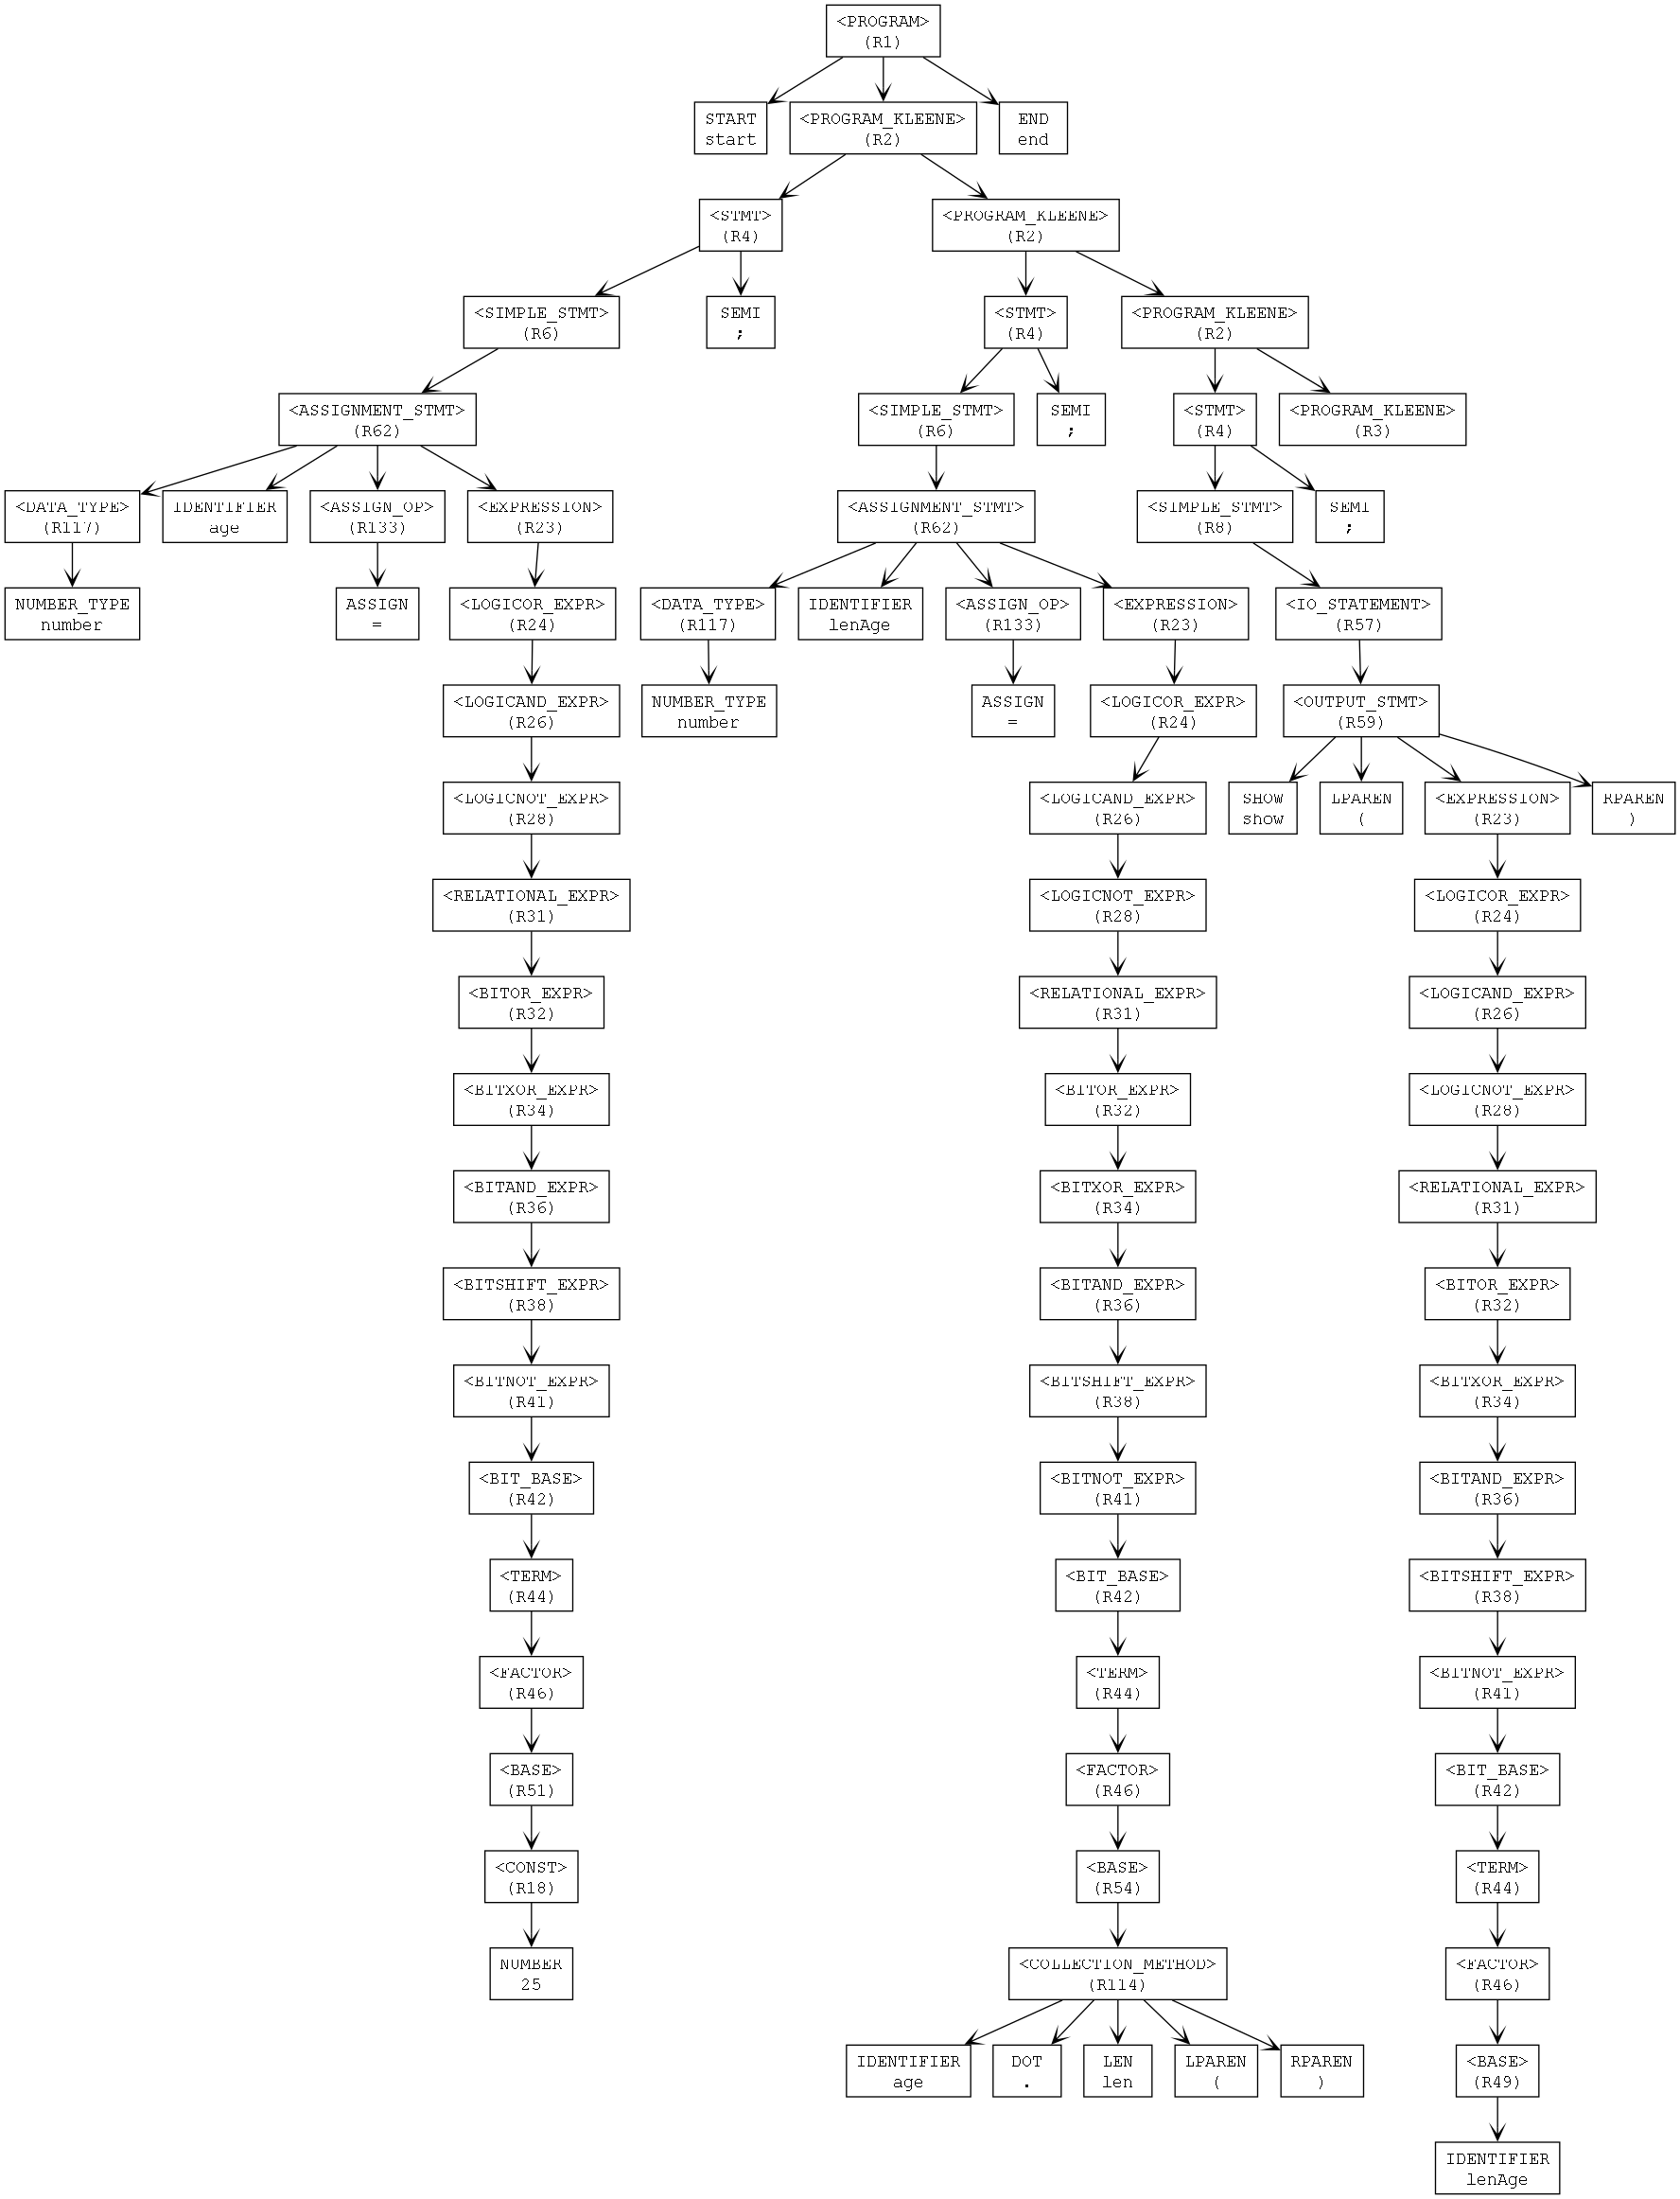 <PROGRAM>
(R1)
START
start
<PROGRAM_KLEENE>
(R2)
END
end
<STMT>
(R4)
<PROGRAM_KLEENE>
(R2)
<SIMPLE_STMT>
(R6)
SEMI
;
<STMT>
(R4)
<PROGRAM_KLEENE>
(R2)
<ASSIGNMENT_STMT>
(R62)
<SIMPLE_STMT>
(R6)
SEMI
;
<STMT>
(R4)
<PROGRAM_KLEENE>
(R3)
<DATA_TYPE>
(R117)
IDENTIFIER
age
<ASSIGN_OP>
(R133)
<EXPRESSION>
(R23)
<ASSIGNMENT_STMT>
(R62)
<SIMPLE_STMT>
(R8)
SEMI
;
NUMBER_TYPE
number
ASSIGN
=
<LOGICOR_EXPR>
(R24)
<DATA_TYPE>
(R117)
IDENTIFIER
lenAge
<ASSIGN_OP>
(R133)
<EXPRESSION>
(R23)
<IO_STATEMENT>
(R57)
<LOGICAND_EXPR>
(R26)
NUMBER_TYPE
number
ASSIGN
=
<LOGICOR_EXPR>
(R24)
<OUTPUT_STMT>
(R59)
<LOGICNOT_EXPR>
(R28)
<LOGICAND_EXPR>
(R26)
SHOW
show
LPAREN
(
<EXPRESSION>
(R23)
RPAREN
)
<RELATIONAL_EXPR>
(R31)
<LOGICNOT_EXPR>
(R28)
<LOGICOR_EXPR>
(R24)
<BITOR_EXPR>
(R32)
<RELATIONAL_EXPR>
(R31)
<LOGICAND_EXPR>
(R26)
<BITXOR_EXPR>
(R34)
<BITOR_EXPR>
(R32)
<LOGICNOT_EXPR>
(R28)
<BITAND_EXPR>
(R36)
<BITXOR_EXPR>
(R34)
<RELATIONAL_EXPR>
(R31)
<BITSHIFT_EXPR>
(R38)
<BITAND_EXPR>
(R36)
<BITOR_EXPR>
(R32)
<BITNOT_EXPR>
(R41)
<BITSHIFT_EXPR>
(R38)
<BITXOR_EXPR>
(R34)
<BIT_BASE>
(R42)
<BITNOT_EXPR>
(R41)
<BITAND_EXPR>
(R36)
<TERM>
(R44)
<BIT_BASE>
(R42)
<BITSHIFT_EXPR>
(R38)
<FACTOR>
(R46)
<TERM>
(R44)
<BITNOT_EXPR>
(R41)
<BASE>
(R51)
<FACTOR>
(R46)
<BIT_BASE>
(R42)
<CONST>
(R18)
<BASE>
(R54)
<TERM>
(R44)
NUMBER
25
<COLLECTION_METHOD>
(R114)
<FACTOR>
(R46)
IDENTIFIER
age
DOT
.
LEN
len
LPAREN
(
RPAREN
)
<BASE>
(R49)
IDENTIFIER
lenAge